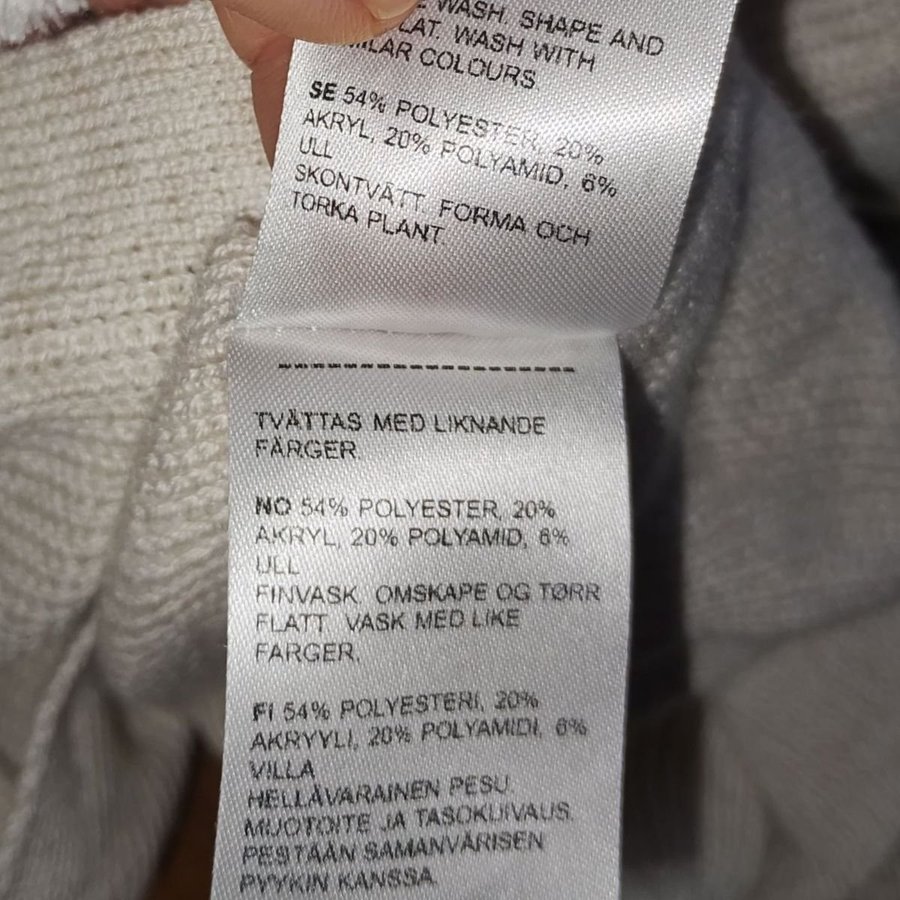 WASH. SHAPE AND
LAT. WASH WITH
ILAR COLOURS.
SE 54% POLYESTER, 20%
AKRYL, 20% POLYAMID, 6%
ULL
SKONTVÄTT. FORMA OCH
TORKA PLANT
TVÄTTAS MED LIKNANDE
FÄRGER.
NO 54% POLYESTER, 20%
AKRYL, 20% POLYAMID, 6%
ULL
FINVASK. OMSKAPE OG TØRR
FLATT. VASK MED LIKE
FARGER.
FI 54% POLYESTERI, 20%
AKRYYLI, 20% POLYAMIDI, 6%
VILLA
HELLÄVARAINEN PESU.
MUOTOITE JA TASOKUIVAUS.
PESTÄÄN SAMANVÄRISEN
PYYKIN KANSSA.